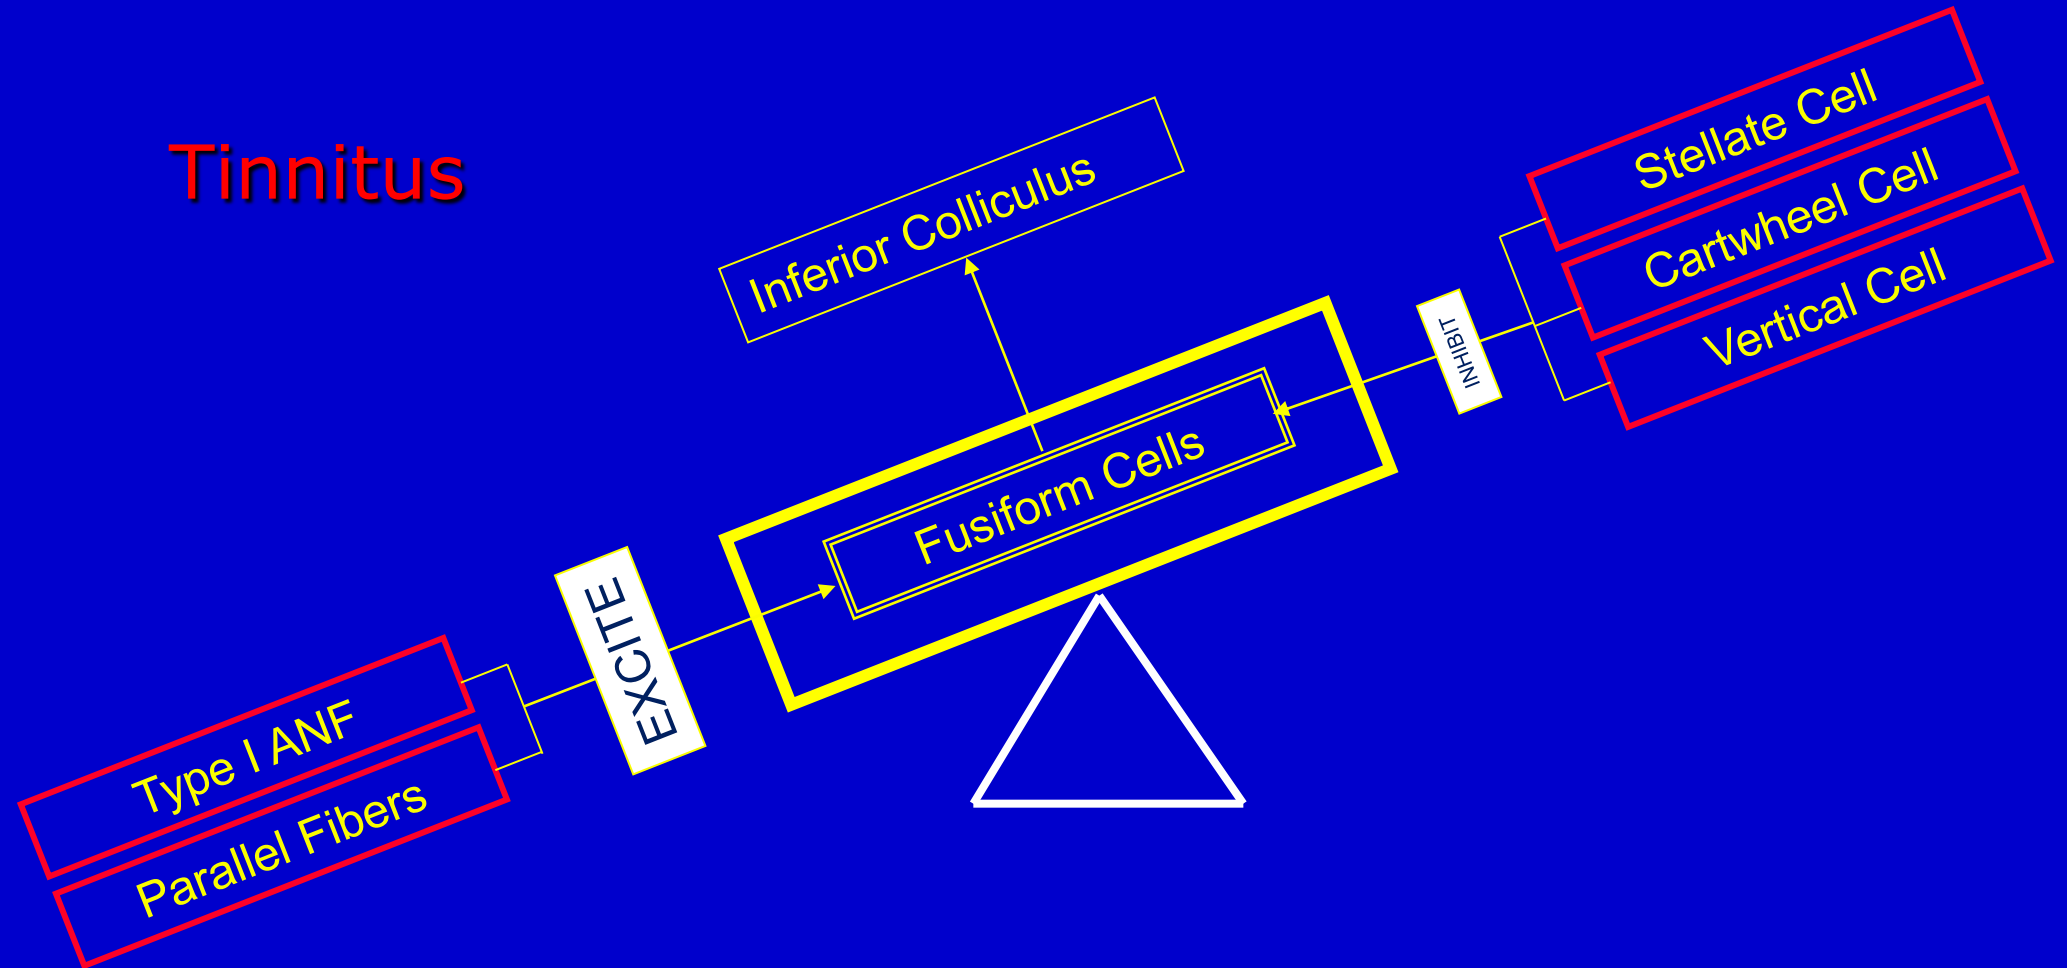 Tinnitus
Inferior Colliculus
Stellate Cell
Cartwheel Cell
Vertical Cell
INHIBIT
Fusiform Cells
EXCITE
Type I ANF
Parallel Fibers